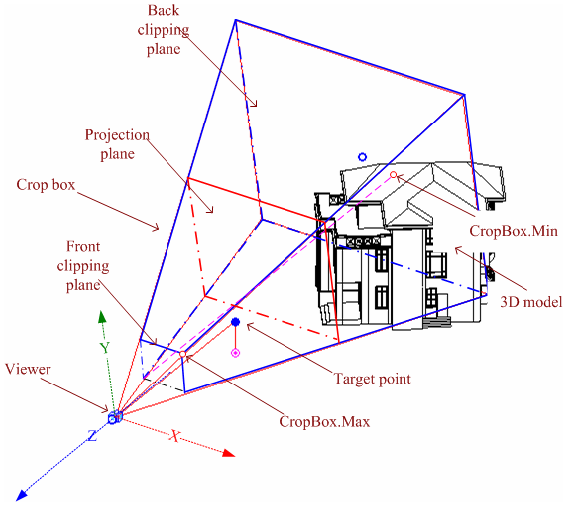 Back
clipping
plane
Projection
plane
Crop box
CropBox.Min
Front
clipping
plane
3D model
Y
Viewer
Target point
CropBox.Max
Z
X